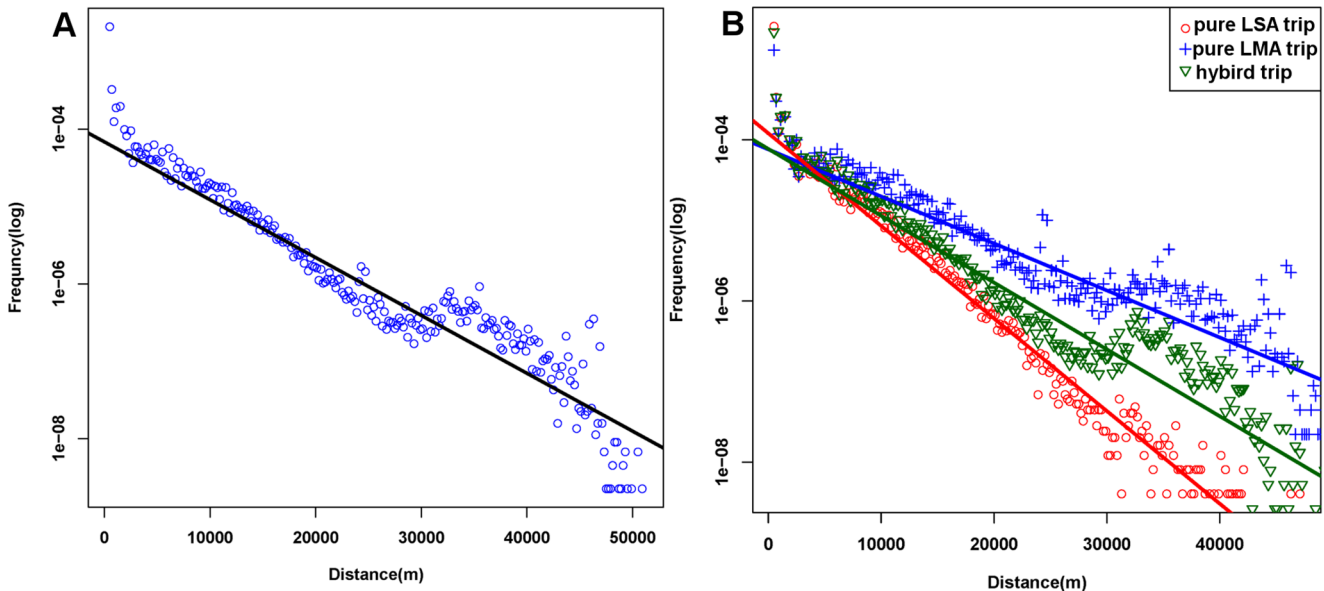 A
Frequncy(log)
1e−04
1e−06
1e−08
0 10000 20000 30000 40000 50000
Distance(m)
B
Frequency(log)
1e−04
1e−06
1e−08
pure LSA trip
pure LMA trip
hybird trip
0 10000 20000 30000 40000
Distance(m)